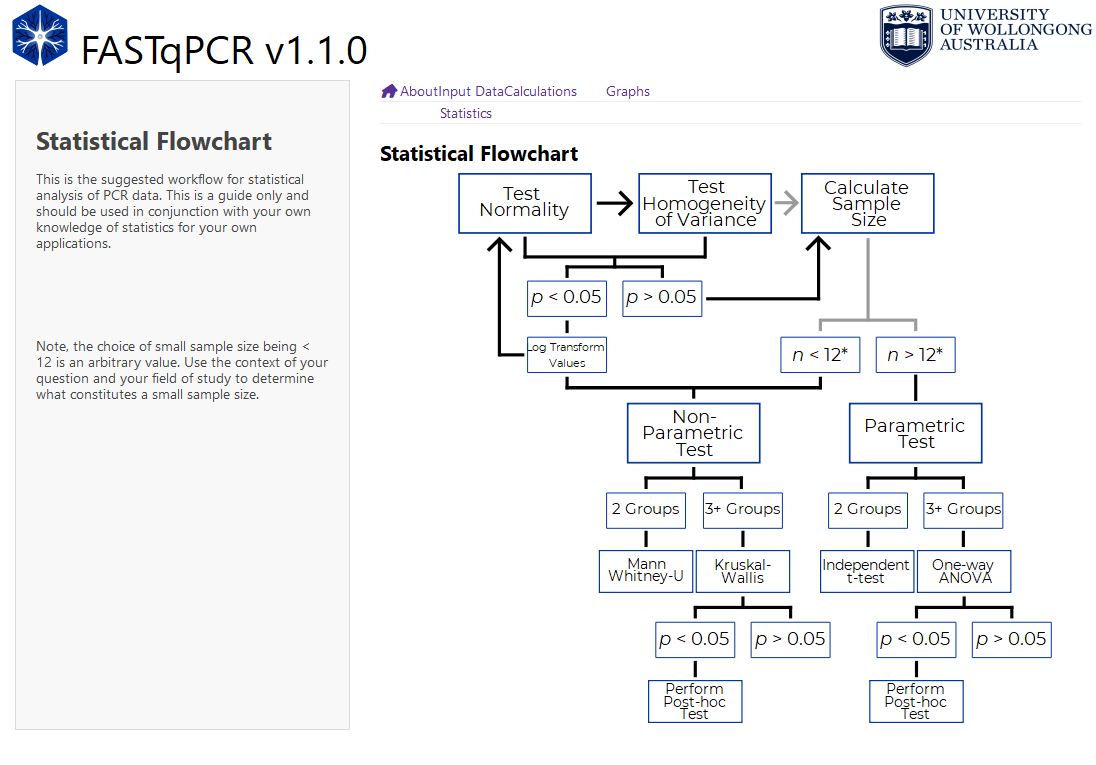 FASTqPCR v1.1.0
UNIVERSITY
OF WOLLONGONG
AUSTRALIA
AboutInput DataCalculations Graphs
Statistics
Statistical Flowchart
This is the suggested workflow for statistical
analysis of PCR data. This is a guide only and
should be used in conjunction with your own
knowledge of statistics for your own
applications.
Note, the choice of small sample size being <
12 is an arbitrary value. Use the context of your
question and your field of study to determine
what constitutes a small sample size.
Statistical Flowchart
Test
Normality
Test
Homogeneity
of Variance
Calculate
Sample
Size
p < 0.05
p > 0.05
Log Transform
Values
n < 12*
n > 12*
Non-
Parametric
Test
Parametric
Test
2 Groups
3+ Groups
2 Groups
3+ Groups
Mann
Whitney-U
Kruskal-
Wallis
Independent
t-test
One-way
ANOVA
p < 0.05
p > 0.05
p < 0.05
p > 0.05
Perform
Post-hoc
Test
Perform
Post-hoc
Test